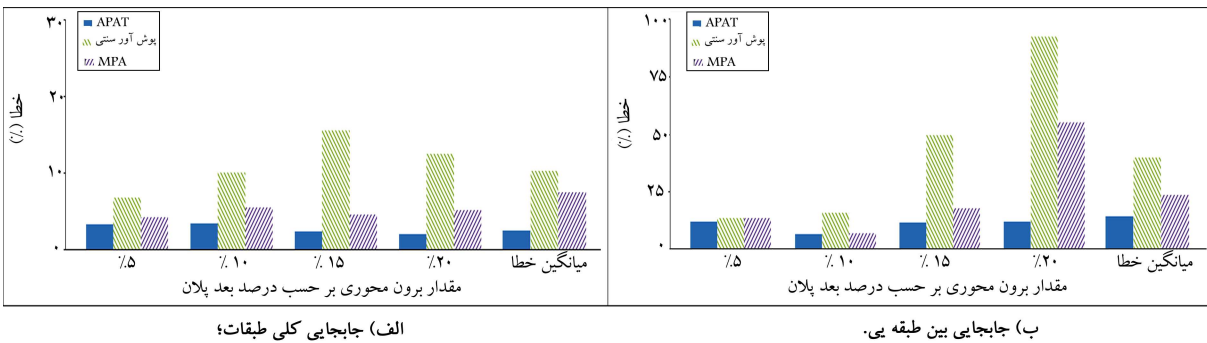 APAT
پوش آور سنتی
MPA
خطا (٪)
۳۰
۲۰
۱۰
۰
٪۵
٪۱۰
٪۱۵
٪۲۰
میانگین خطا
مقدار برون محوری بر حسب درصد بعد پلان
الف) جابجایی کلی طبقات؛
APAT
پوش آور سنتی
MPA
خطا (٪)
۱۰۰
۷۵
۵۰
۲۵
۰
٪۵
٪۱۰
٪۱۵
٪۲۰
میانگین خطا
مقدار برون محوری بر حسب درصد بعد پلان
ب) جابجایی بین طبقه یی.